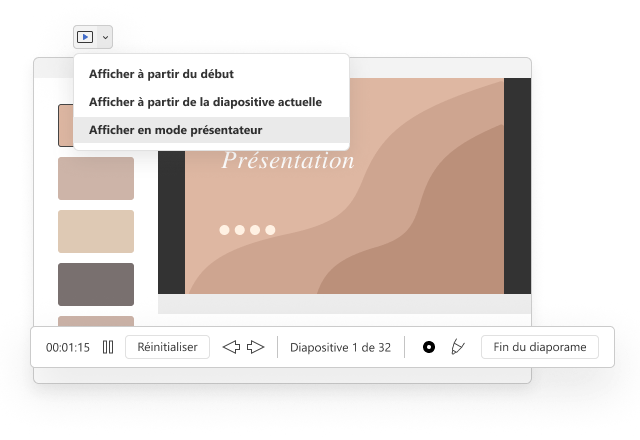 Afficher à partir du début
Afficher à partir de la diapositive actuelle
Afficher en mode présentateur
Présentation
00:01:15 Réinitialiser Diapositive 1 de 32 Fin du diaporame